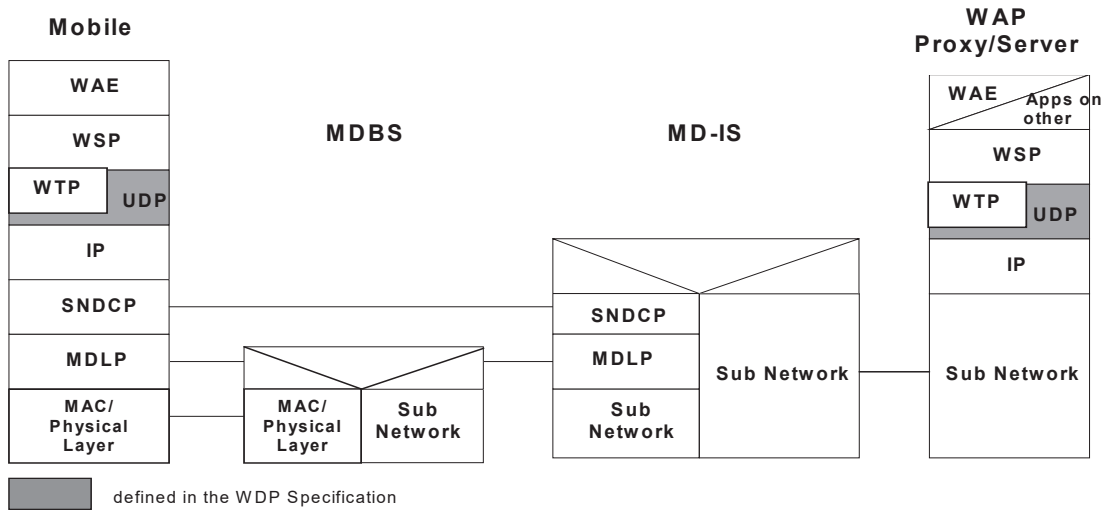 Mobile
WAE
WSP
WTP
UDP
IP
SNDCP
MDLP
MAC/
Physical
Layer
MDBS
MAC/
Physical
Layer
Sub
Network
MD-IS
SNDCP
MDLP
Sub
Network
Sub Network
WAP
Proxy/Server
WAE
Apps on
other
WSP
WTP
UDP
IP
Sub Network
defined in the WDP Specification